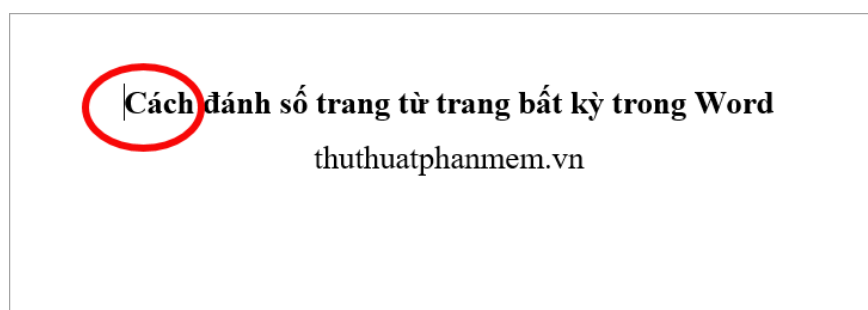 Cách đánh số trang từ trang bất kỳ trong Word
thuthuatphanmem.vn